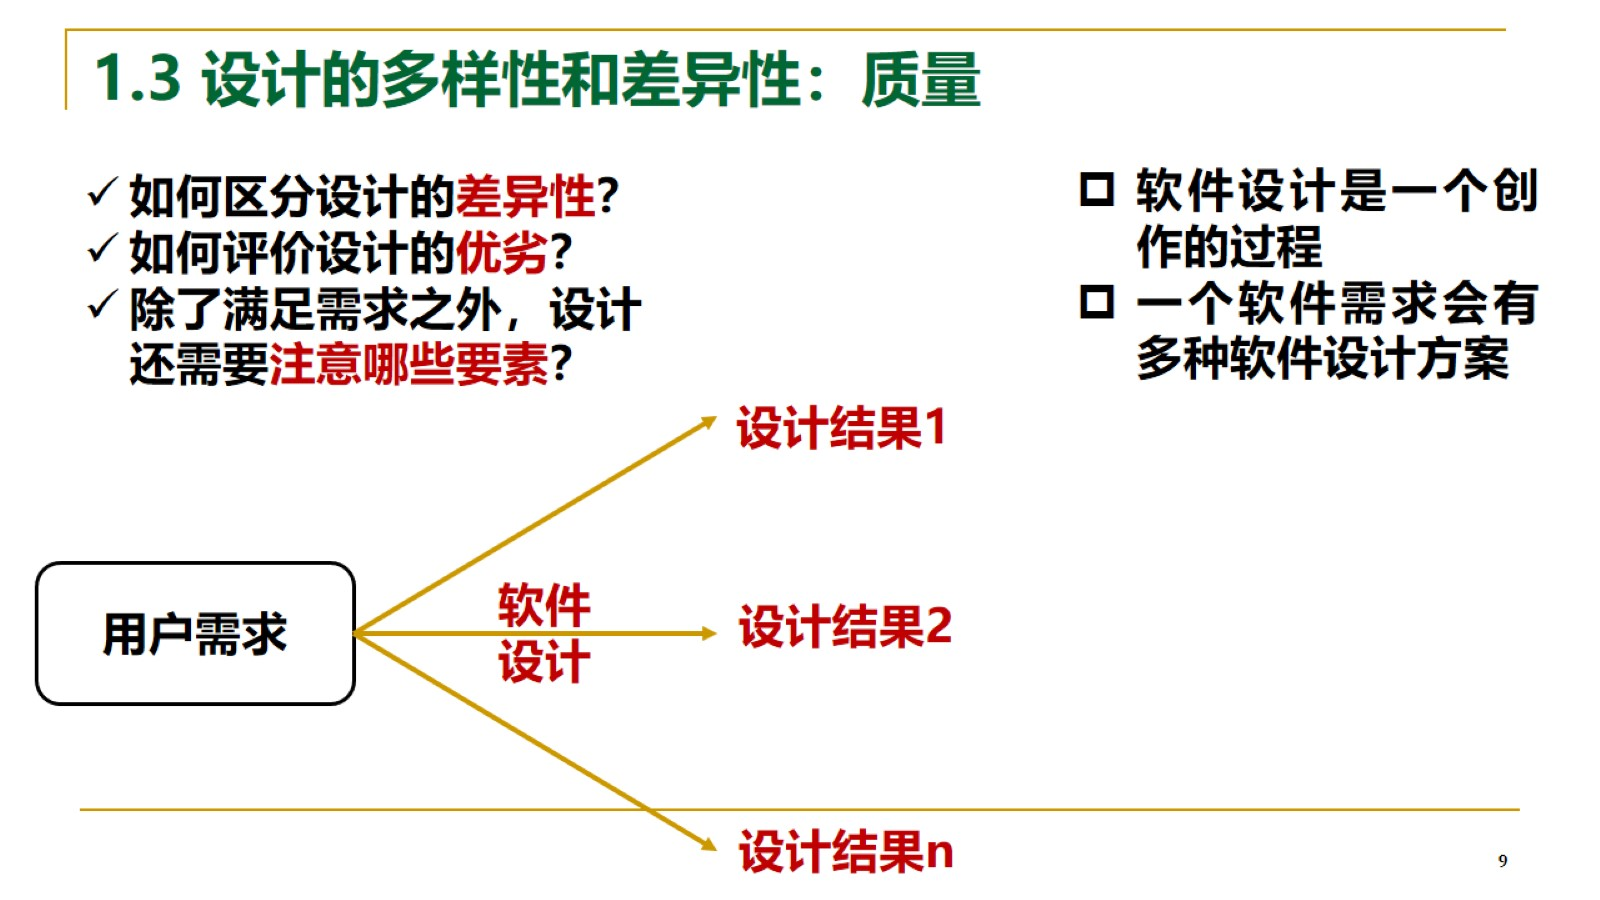 1.3 设计的多样性和差异性：质量
✓ 如何区分设计的差异性？
✓ 如何评价设计的优劣？
✓ 除了满足需求之外，设计
还需要注意哪些要素？
软件设计是一个创
作的过程
一个软件需求会有
多种软件设计方案
设计结果1
用户需求
软件
设计
设计结果2
设计结果n
9